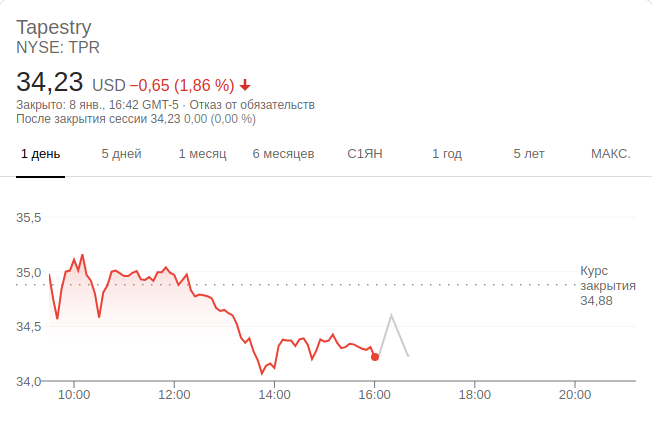 Tapestry
NYSE: TPR
34,23 USD −0,65 (1,86 %)
Закрыто: 8 янв., 16:42 GMT-5 · Отказ от обязательств
После закрытия сессии 34,23 0,00 (0,00 %)
1 день 5 дней 1 месяц 6 месяцев С1ЯН 1 год 5 лет МАКС.
35,5
35,0
34,5
34,0
Курс
закрытия
34,88
10:00 12:00 14:00 16:00 18:00 20:00